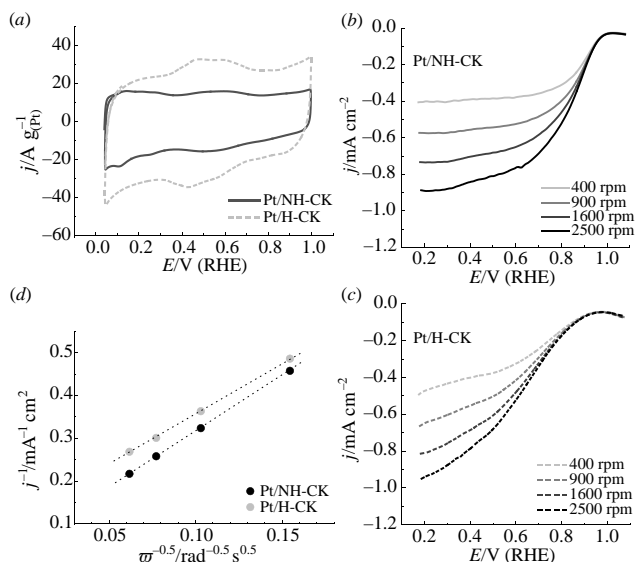 (a)
j/A g(Pt)^−1
60
40
20
0
−20
−40
−60
Pt/NH-CK
Pt/H-CK
0.0 0.2 0.4 0.6 0.8 1.0
E/V (RHE)
(b)
Pt/NH-CK
j/mA cm^−2
0.0
−0.2
−0.4
−0.6
−0.8
−1.0
−1.2
400 rpm
900 rpm
1600 rpm
2500 rpm
0.2 0.4 0.6 0.8 1.0
E/V (RHE)
(d)
j^−1/mA^−1 cm^2
0.5
0.4
0.3
0.2
0.1
Pt/NH-CK
Pt/H-CK
0.05 0.10 0.15
ϖ^−0.5/rad^−0.5 s^0.5
(c)
Pt/H-CK
j/mA cm^−2
0.0
−0.2
−0.4
−0.6
−0.8
−1.0
−1.2
400 rpm
900 rpm
1600 rpm
2500 rpm
0.2 0.4 0.6 0.8 1.0
E/V (RHE)